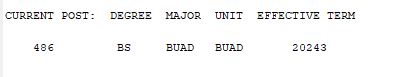 CURRENT POST: DEGREE MAJOR UNIT EFFECTIVE TERM
486 BS BUAD BUAD 20243